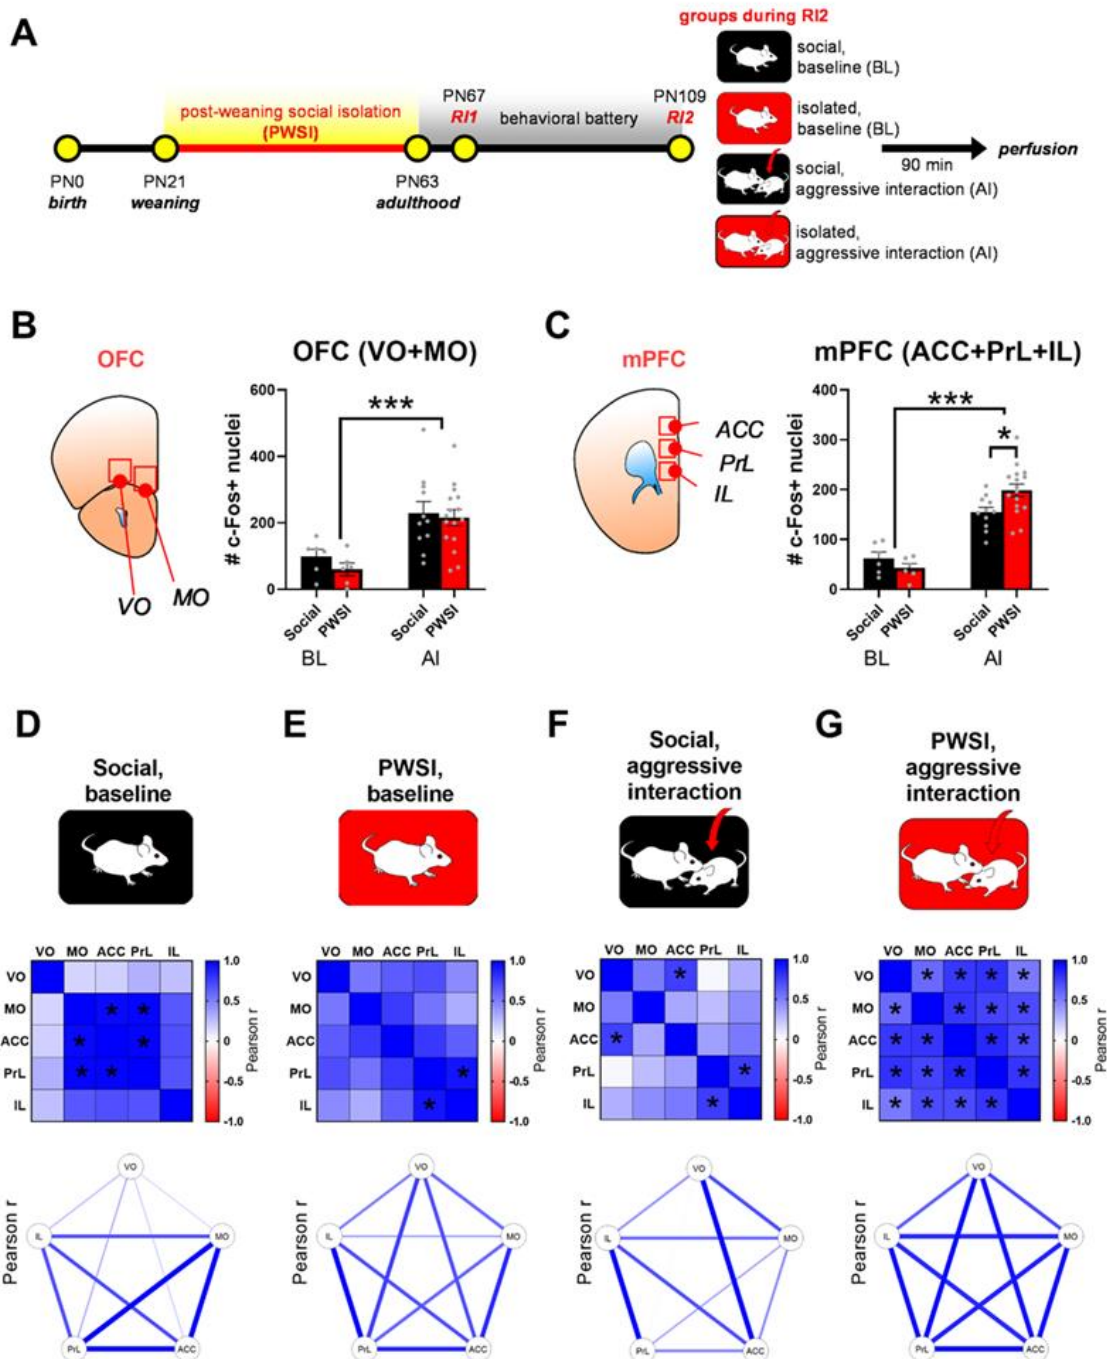 A
groups during RI2
social,
baseline (BL)
isolated,
baseline (BL)
social,
aggressive interaction (AI)
isolated,
aggressive interaction (AI)
90 min
perfusion
post-weaning social isolation
(PWSI)
PN67
RI1
behavioral battery
PN109
RI2
PN0
birth
PN21
weaning
PN63
adulthood
B
OFC
VO
MO
OFC (VO+MO)
# c-Fos+ nuclei
600
400
200
0
***
Social
PWSI
Social
PWSI
BL
AI
C
mPFC
ACC
PrL
IL
mPFC (ACC+PrL+IL)
# c-Fos+ nuclei
400
300
200
100
0
***
*
Social
PWSI
Social
PWSI
BL
AI
D
Social,
baseline
VO MO ACC PrL IL
VO
MO * *
ACC * *
PrL * *
IL
1.0
0.5
0
-0.5
-1.0
Pearson r
Pearson r
VO
IL
MO
PrL
ACC
E
PWSI,
baseline
VO MO ACC PrL IL
VO
MO
ACC
PrL *
IL *
1.0
0.5
0
-0.5
-1.0
Pearson r
Pearson r
VO
IL
MO
PrL
ACC
F
Social,
aggressive
interaction
VO MO ACC PrL IL
VO *
MO
ACC *
PrL *
IL *
1.0
0.5
0
-0.5
-1.0
Pearson r
Pearson r
VO
IL
MO
PrL
ACC
G
PWSI,
aggressive
interaction
VO MO ACC PrL IL
VO * * * *
MO * * * *
ACC * * * *
PrL * * * *
IL * * * *
1.0
0.5
0
-0.5
-1.0
Pearson r
Pearson r
VO
IL
MO
PrL
ACC